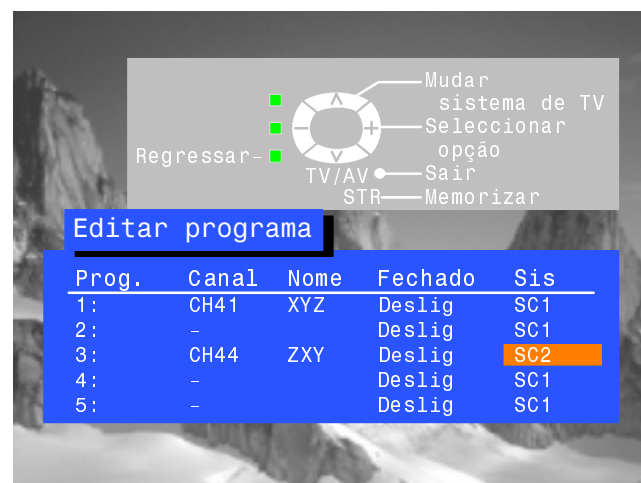 Mudar
sistema de TV
Seleccionar
opção
Regressar
TV/AV Sair
STR Memorizar
Editar programa
Prog. Canal Nome Fechado Sis
1: CH41 XYZ Deslig SC1
2: – Deslig SC1
3: CH44 ZXY Deslig SC2
4: – Deslig SC1
5: – Deslig SC1